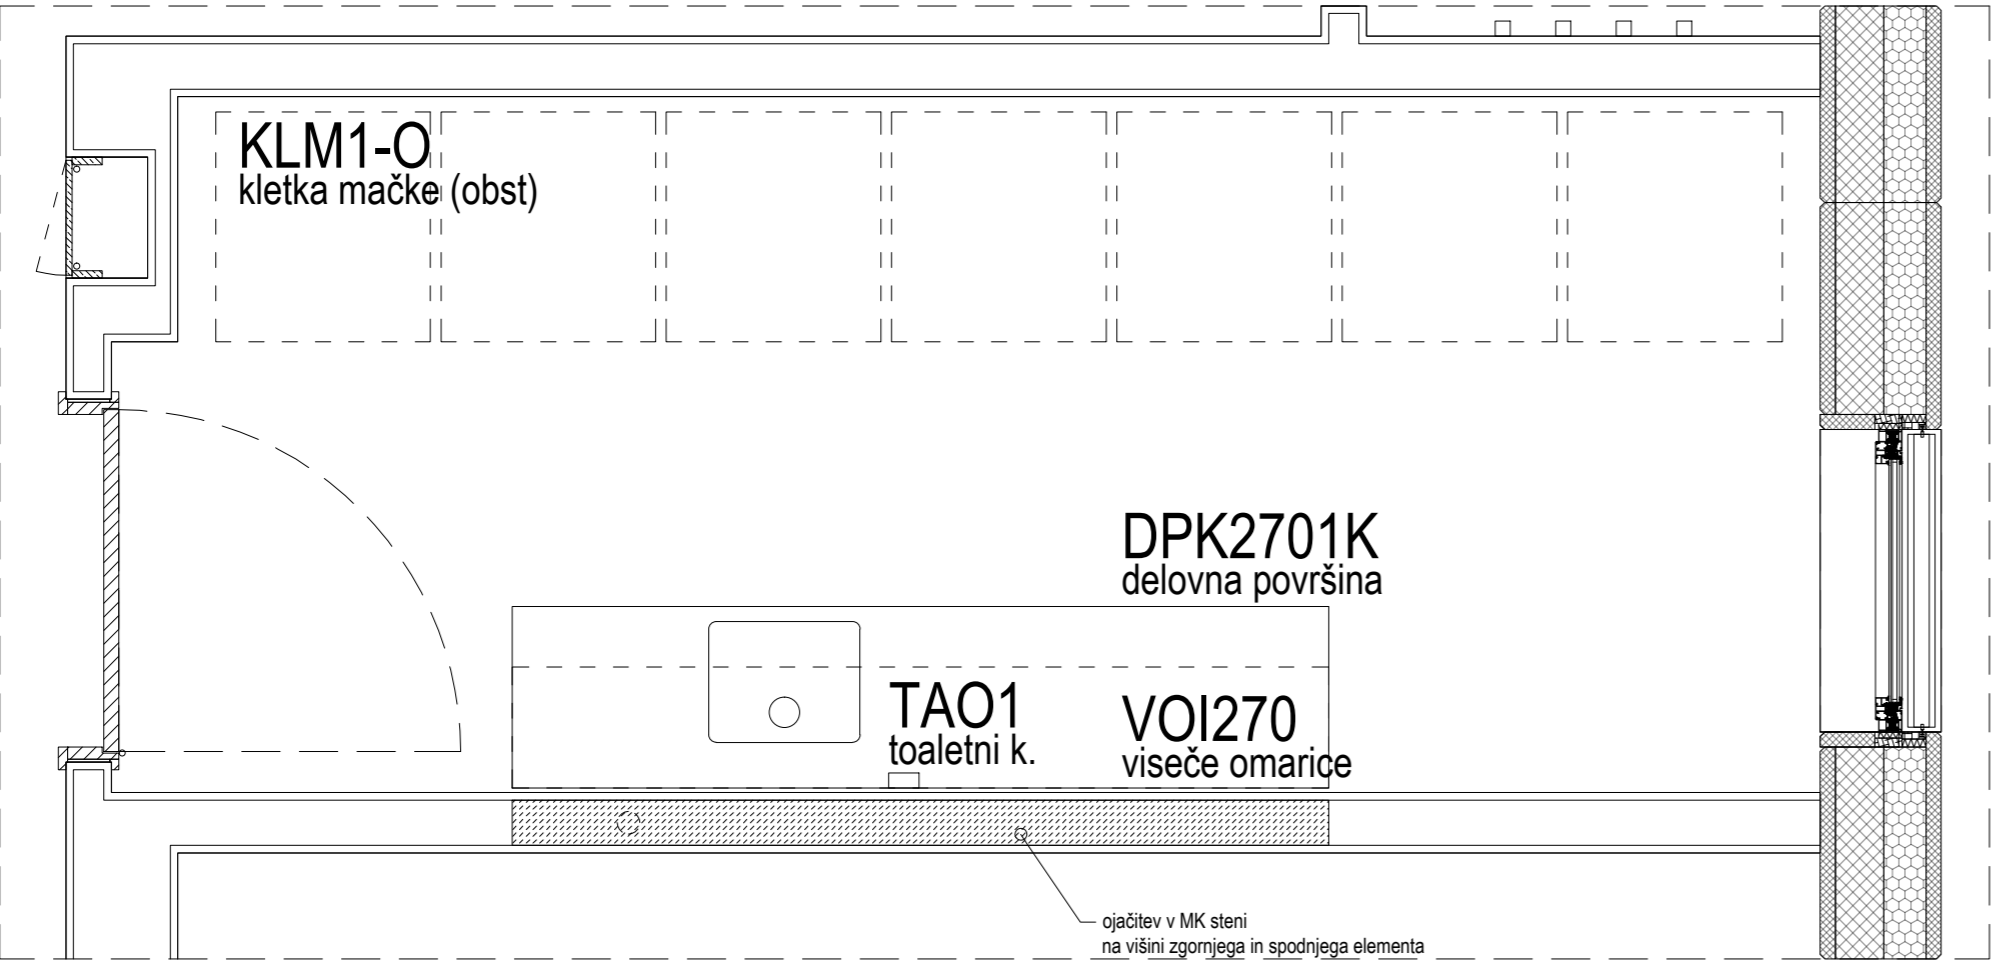 KLM1-O
kletka mačke (obst)
DPK2701K
delovna površina
TAO1
toaletni k.
VOI270
viseče omarice
ojačitev v MK steni
na višini zgornjega in spodnjega elementa